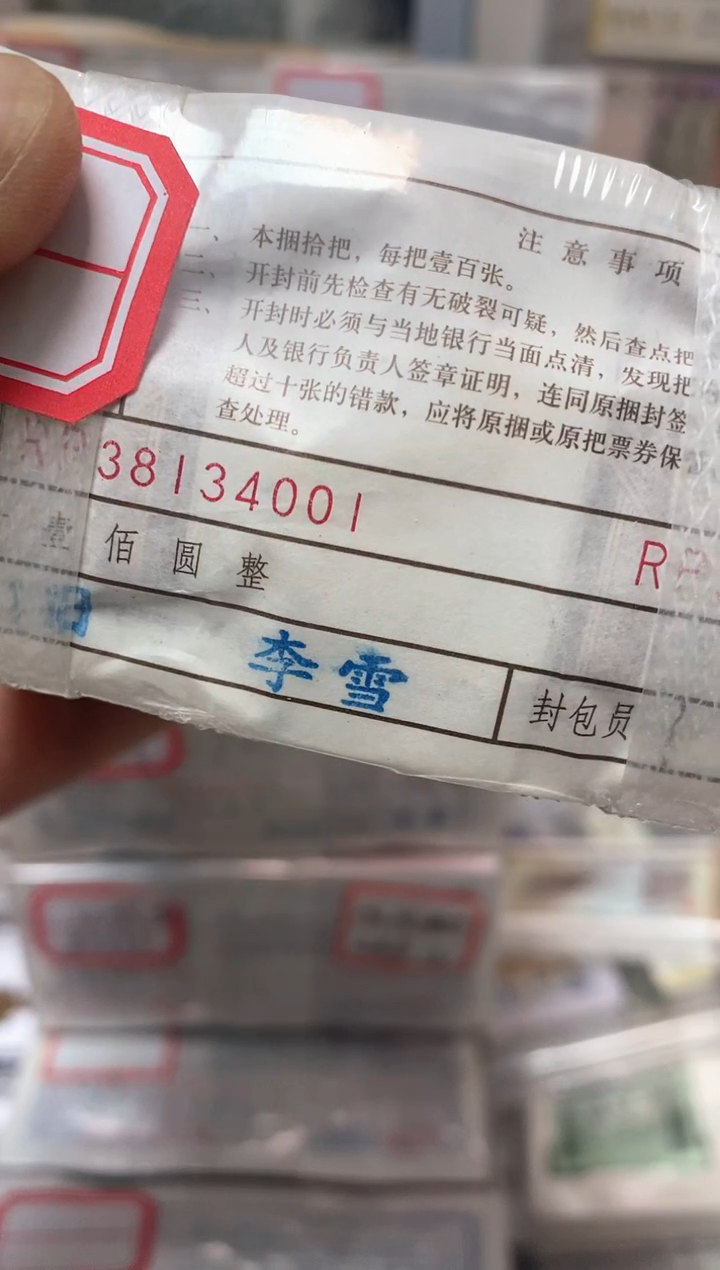 注意事项
一、本捆拾把，每把壹百张。
二、开封前先检查有无破裂可疑，然后查点把
三、开封时必须与当地银行当面点清，发现把
人及银行负责人签章证明，连同原捆封签
超过十张的错款，应将原捆或原把票券保
查处理。
38134001
R
壹佰圆整
李雪
封包员